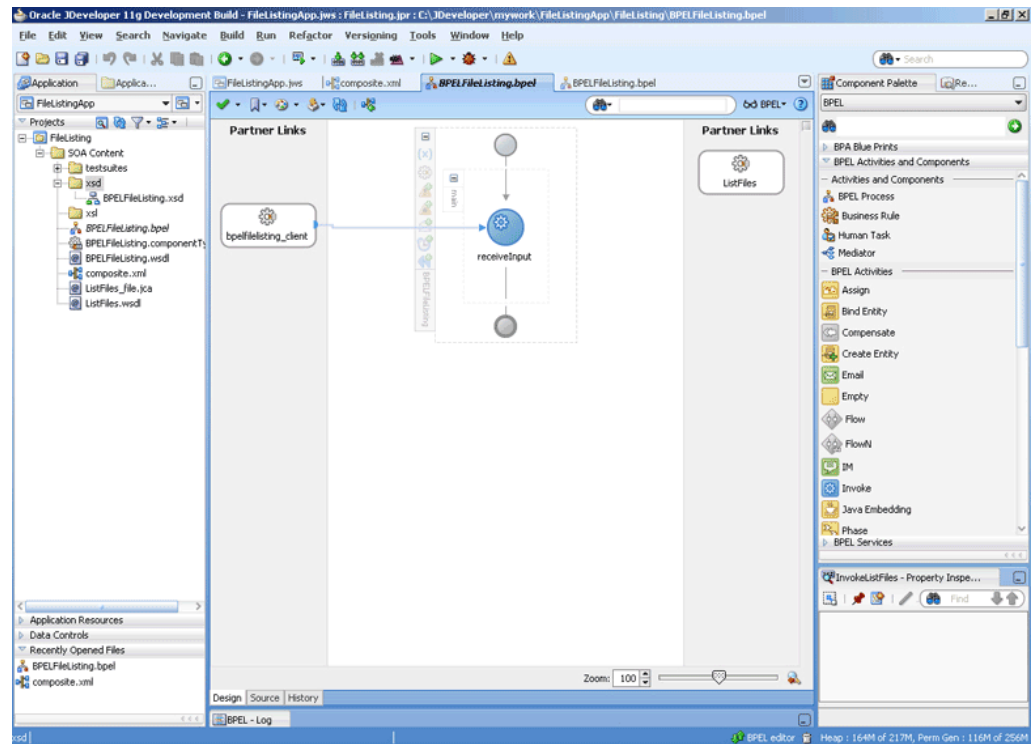 Oracle JDeveloper 11g Development Build - FileListingApp.jws : FileListing.jpr : C:\JDeveloper\mywork\FileListingApp\FileListing\BPELFileListing.bpel
File Edit View Search Navigate Build Run Refactor Versioning Tools Window Help
Search
Application Applica...
FileListingApp.jws composite.xml BPELFileListing.bpel BPELFileListing.bpel
Component Palette Re...
FileListingApp
BPEL
BPEL
Projects
FileListing
SOA Content
testsuites
xsd
BPELFileListing.xsd
xsl
BPELFileListing.bpel
BPELFileListing.componentTy
BPELFileListing.wsdl
composite.xml
ListFiles_file.jca
ListFiles.wsdl
Application Resources
Data Controls
Recently Opened Files
BPELFileListing.bpel
composite.xml
Partner Links
bpelfilelisting_client
main
receiveInput
BPELFileListing
Partner Links
ListFiles
Zoom: 100
Design Source History
BPEL - Log
BPA Blue Prints
BPEL Activities and Components
Activities and Components
BPEL Process
Business Rule
Human Task
Mediator
BPEL Activities
Assign
Bind Entity
Compensate
Create Entity
Email
Empty
Flow
FlowN
IM
Invoke
Java Embedding
Phase
BPEL Services
InvokeListFiles - Property Inspe...
Find
xsd
BPEL editor
Heap : 164M of 217M, Perm Gen : 116M of 256M